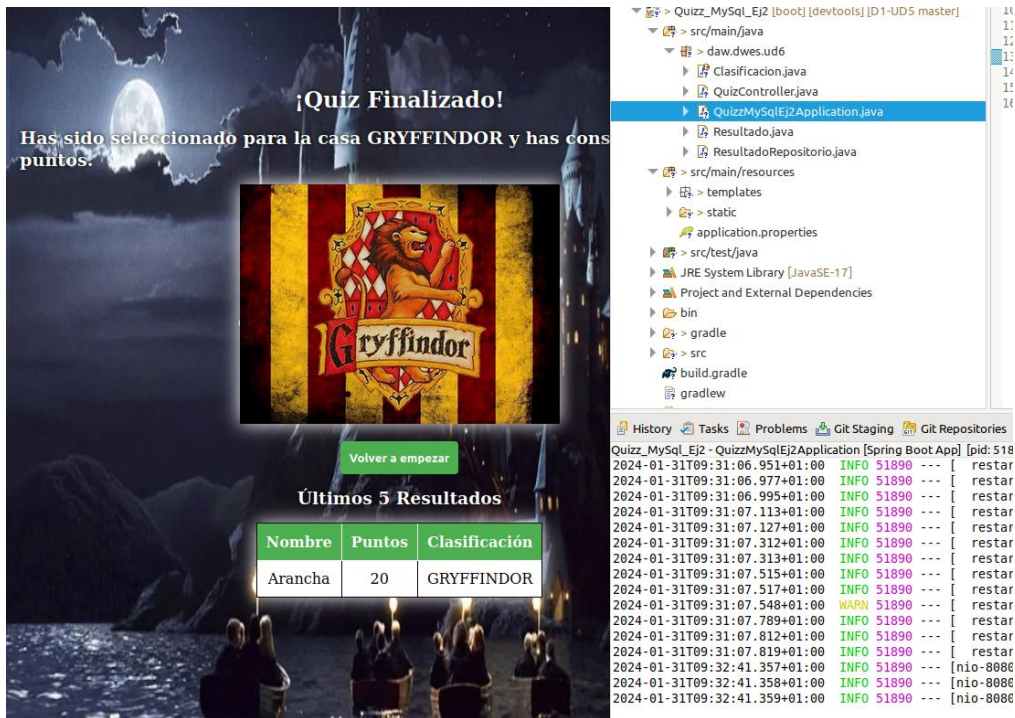 ¡Quiz Finalizado!
Has sido seleccionado para la casa GRYFFINDOR y has cons
puntos.
Gryffindor
Volver a empezar
Últimos 5 Resultados
Nombre Puntos Clasificación
Arancha 20 GRYFFINDOR
> Quizz_MySql_Ej2 [boot] [devtools] [D1-UD5 master]
> src/main/java
> daw.dwes.ud6
Clasificacion.java
QuizController.java
QuizzMySqlEj2Application.java
Resultado.java
ResultadoRepositorio.java
> src/main/resources
> templates
> static
application.properties
> src/test/java
JRE System Library [JavaSE-17]
Project and External Dependencies
bin
> gradle
> src
build.gradle
gradlew
11
12
13
14
15
16
History Tasks Problems Git Staging Git Repositories
Quizz_MySql_Ej2 - QuizzMySqlEj2Application [Spring Boot App] [pid: 518
2024-01-31T09:31:06.951+01:00 INFO 51890 --- [ restar
2024-01-31T09:31:06.977+01:00 INFO 51890 --- [ restar
2024-01-31T09:31:06.995+01:00 INFO 51890 --- [ restar
2024-01-31T09:31:07.113+01:00 INFO 51890 --- [ restar
2024-01-31T09:31:07.127+01:00 INFO 51890 --- [ restar
2024-01-31T09:31:07.312+01:00 INFO 51890 --- [ restar
2024-01-31T09:31:07.313+01:00 INFO 51890 --- [ restar
2024-01-31T09:31:07.515+01:00 INFO 51890 --- [ restar
2024-01-31T09:31:07.517+01:00 INFO 51890 --- [ restar
2024-01-31T09:31:07.548+01:00 WARN 51890 --- [ restar
2024-01-31T09:31:07.789+01:00 INFO 51890 --- [ restar
2024-01-31T09:31:07.812+01:00 INFO 51890 --- [ restar
2024-01-31T09:31:07.819+01:00 INFO 51890 --- [ restar
2024-01-31T09:32:41.357+01:00 INFO 51890 --- [nio-8080
2024-01-31T09:32:41.358+01:00 INFO 51890 --- [nio-8080
2024-01-31T09:32:41.359+01:00 INFO 51890 --- [nio-8080